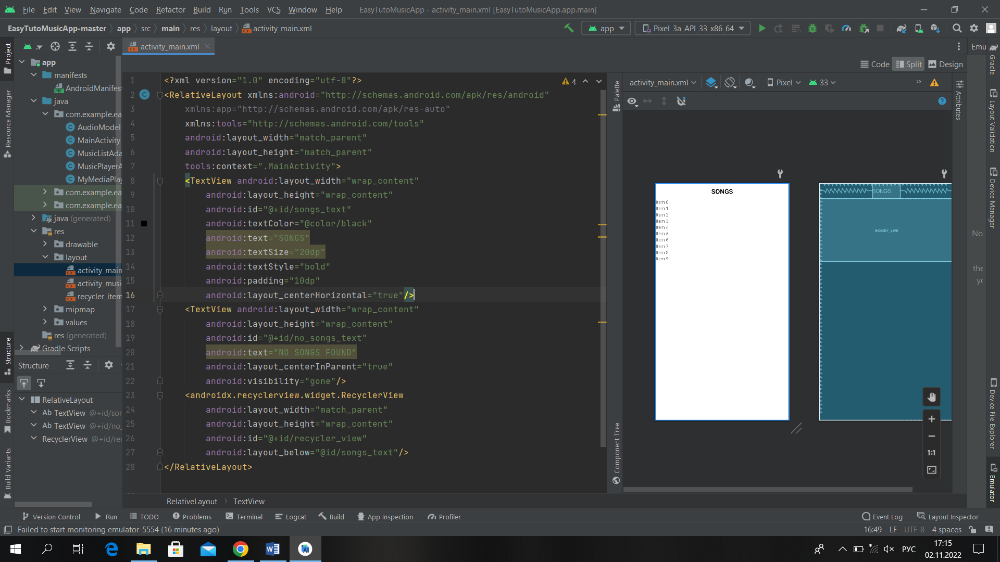 File Edit View Navigate Code Refactor Build Run Tools VCS Window Help EasyTutoMusicApp - activity_main.xml [EasyTutoMusicApp.app.main]
EasyTutoMusicApp-master app src main res layout activity_main.xml app Pixel_3a_API_33_x86_64
Project
activity_main.xml
Emu
Gradle
Code Split Design
app
manifests
AndroidManifes
java
com.example.ea
AudioModel
MainActivity
MusicListAda
MusicPlayerA
MyMediaPlay
com.example.ea
com.example.ea
java (generated)
res
drawable
layout
activity_main
activity_musi
recycler_item
mipmap
values
res (generated)
Gradle Scripts
Resource Manager
Structure
Bookmarks
Build Variants
Structure
RelativeLayout
Ab TextView @+id/son
Ab TextView @+id/no_
RecyclerView @+id/rec
4
1 <?xml version="1.0" encoding="utf-8"?>
2 <RelativeLayout xmlns:android="http://schemas.android.com/apk/res/android"
3 xmlns:app="http://schemas.android.com/apk/res-auto"
4 xmlns:tools="http://schemas.android.com/tools"
5 android:layout_width="match_parent"
6 android:layout_height="match_parent"
7 tools:context=".MainActivity">
8 <TextView android:layout_width="wrap_content"
9 android:layout_height="wrap_content"
10 android:id="@+id/songs_text"
11 android:textColor="@color/black"
12 android:text="SONGS"
13 android:textSize="20dp"
14 android:textStyle="bold"
15 android:padding="10dp"
16 android:layout_centerHorizontal="true"/>
17 <TextView android:layout_width="wrap_content"
18 android:layout_height="wrap_content"
19 android:id="@+id/no_songs_text"
20 android:text="NO SONGS FOUND"
21 android:layout_centerInParent="true"
22 android:visibility="gone"/>
23 <androidx.recyclerview.widget.RecyclerView
24 android:layout_width="match_parent"
25 android:layout_height="wrap_content"
26 android:id="@+id/recycler_view"
27 android:layout_below="@id/songs_text"/>
28 </RelativeLayout>
RelativeLayout TextView
Palette
Component Tree
activity_main.xml Pixel 33
SONGS
Item 0
Item 1
Item 2
Item 3
Item 4
Item 5
Item 6
Item 7
Item 8
Item 9
SONGS
recycler_view
1:1
Attributes
No
the
yo
Layout Validation
Device Manager
Device File Explorer
Emulator
Version Control Run TODO Problems Terminal Logcat Build App Inspection Profiler Event Log Layout Inspector
Failed to start monitoring emulator-5554 (16 minutes ago) 16:49 LF UTF-8 4 spaces
РУС
17:15
02.11.2022